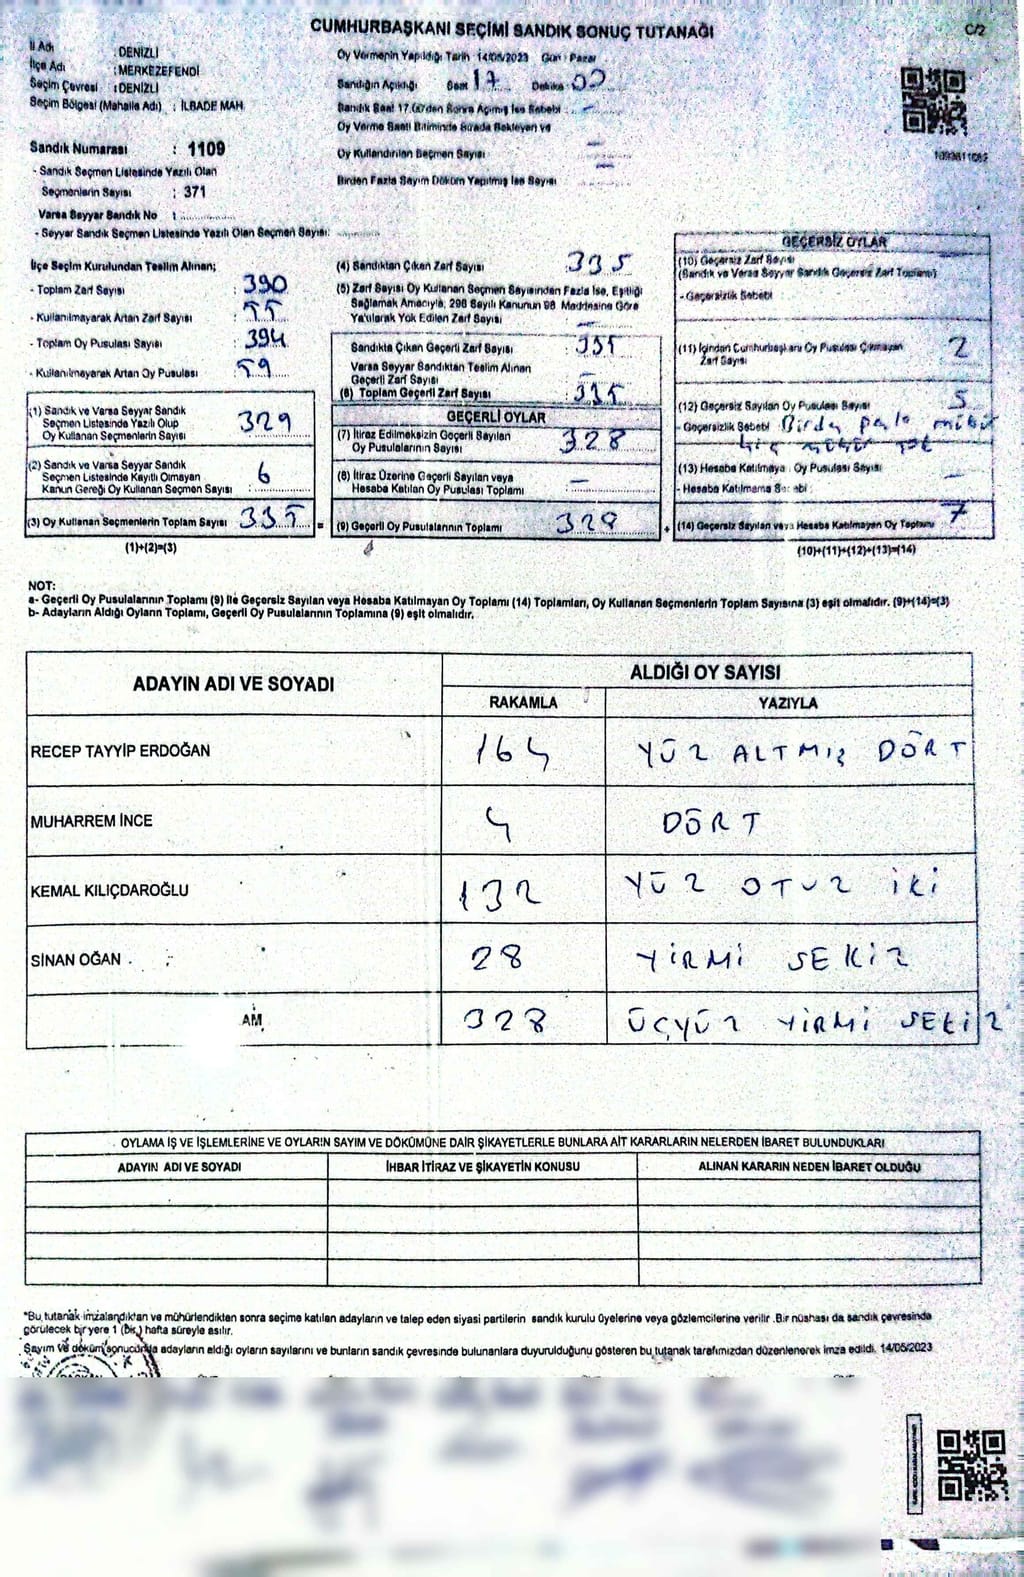 CUMHURBAŞKANI SEÇİMİ SANDIK SONUÇ TUTANAĞI
C/2
İl Adı : DENİZLİ
İlçe Adı : MERKEZEFENDİ
Seçim Çevresi : DENİZLİ
Seçim Bölgesi (Mahalle Adı) : İLBADE MAH.
Sandık Numarası : 1109
- Sandık Seçmen Listesinde Yazılı Olan
Seçmenlerin Sayısı : 371
Varsa Seyyar Sandık No :
- Seyyar Sandık Seçmen Listesinde Yazılı Olan Seçmen Sayısı:
Oy Vermenin Yapıldığı Tarih 14/05/2023 Gün: Pazar
Sandığın Açıldığı Saat 17 Dakika 00
Sandık Saat 17.00'den Sonra Açılmış İse Sebebi -
Oy Verme Saati Bitiminde Sırada Bekleyen ve
Oy Kullandırılan Seçmen Sayısı -
Birden Fazla Sayım Döküm Yapılmış İse Sayısı -
İlçe Seçim Kurulundan Teslim Alınan;
- Toplam Zarf Sayısı : 390
- Kullanılmayarak Artan Zarf Sayısı : 55
- Toplam Oy Pusulası Sayısı : 394
- Kullanılmayarak Artan Oy Pusulası : 59
(1) Sandık ve Varsa Seyyar Sandık
Seçmen Listesinde Yazılı Olup
Oy Kullanan Seçmenlerin Sayısı 329
(2) Sandık ve Varsa Seyyar Sandık
Seçmen Listesinde Kayıtlı Olmayan
Kanun Gereği Oy Kullanan Seçmen Sayısı : 6
(3) Oy Kullanan Seçmenlerin Toplam Sayısı 335 =
(1)+(2)=(3)
(4) Sandıktan Çıkan Zarf Sayısı 335
(5) Zarf Sayısı Oy Kullanan Seçmen Sayısından Fazla İse, Eşitliği
Sağlamak Amacıyla, 298 Sayılı Kanunun 98. Maddesine Göre
Yakılarak Yok Edilen Zarf Sayısı -
Sandıkta Çıkan Geçerli Zarf Sayısı : 335
Varsa Seyyar Sandıktan Teslim Alınan
Geçerli Zarf Sayısı -
(6) Toplam Geçerli Zarf Sayısı : 335
GEÇERLİ OYLAR
(7) İtiraz Edilmeksizin Geçerli Sayılan
Oy Pusulalarının Sayısı 328
(8) İtiraz Üzerine Geçerli Sayılan veya
Hesaba Katılan Oy Pusulası Toplamı -
(9) Geçerli Oy Pusulalarının Toplamı 328 +
GEÇERSİZ OYLAR
(10) Geçersiz Zarf Sayısı
(Sandık ve Varsa Seyyar Sandık Geçersiz Zarf Toplamı)
- Geçersizlik Sebebi :
(11) İçinden Cumhurbaşkanı Oy Pusulası Çıkmayan
Zarf Sayısı 2
(12) Geçersiz Sayılan Oy Pusulası Sayısı 5
- Geçersizlik Sebebi
(13) Hesaba Katılmayan Oy Pusulası Sayısı -
- Hesaba Katılmama Sebebi :
(14) Geçersiz Sayılan veya Hesaba Katılmayan Oy Toplamı 7
(10)+(11)+(12)+(13)=(14)
NOT:
a- Geçerli Oy Pusulalarının Toplamı (9) ile Geçersiz Sayılan veya Hesaba Katılmayan Oy Toplamı (14) Toplamları, Oy Kullanan Seçmenlerin Toplam Sayısına (3) eşit olmalıdır. (9)+(14)=(3)
b- Adayların Aldığı Oyların Toplamı, Geçerli Oy Pusulalarının Toplamına (9) eşit olmalıdır.
ADAYIN ADI VE SOYADI
ALDIĞI OY SAYISI
RAKAMLA YAZIYLA
RECEP TAYYİP ERDOĞAN 164 YÜZ ALTMIŞ DÖRT
MUHARREM İNCE 4 DÖRT
KEMAL KILIÇDAROĞLU 132 YÜZ OTUZ İKİ
SİNAN OĞAN 28 YİRMİ SEKİZ
AM 328 ÜÇYÜZ YİRMİ SEKİZ
OYLAMA İŞ VE İŞLEMLERİNE VE OYLARIN SAYIM VE DÖKÜMÜNE DAİR ŞİKAYETLERLE BUNLARA AİT KARARLARIN NELERDEN İBARET BULUNDUKLARI
ADAYIN ADI VE SOYADI İHBAR İTİRAZ VE ŞİKAYETİN KONUSU ALINAN KARARIN NEDEN İBARET OLDUĞU
*Bu tutanak imzalandıktan ve mühürlendikten sonra seçime katılan adayların ve talep eden siyasi partilerin sandık kurulu üyelerine veya gözlemcilerine verilir. Bir nüshası da sandık çevresinde
görülecek bir yere 1 (Bir) hafta süreyle asılır.
Sayım ve döküm sonucunda adayların aldığı oyların sayılarını ve bunların sandık çevresinde bulunanlara duyurulduğunu gösteren bu tutanak tarafımızdan düzenlenerek imza edildi. 14/05/2023